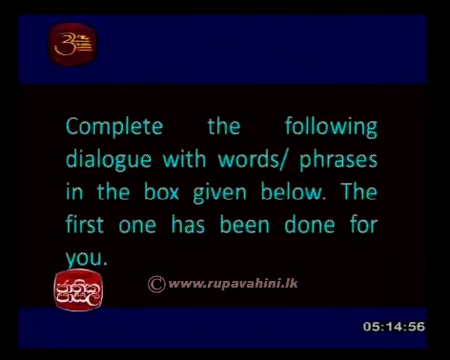 Complete the following
dialogue with words/ phrases
in the box given below. The
first one has been done for
you.
ජාතික
පාසල
© www.rupavahini.lk
05:14:56